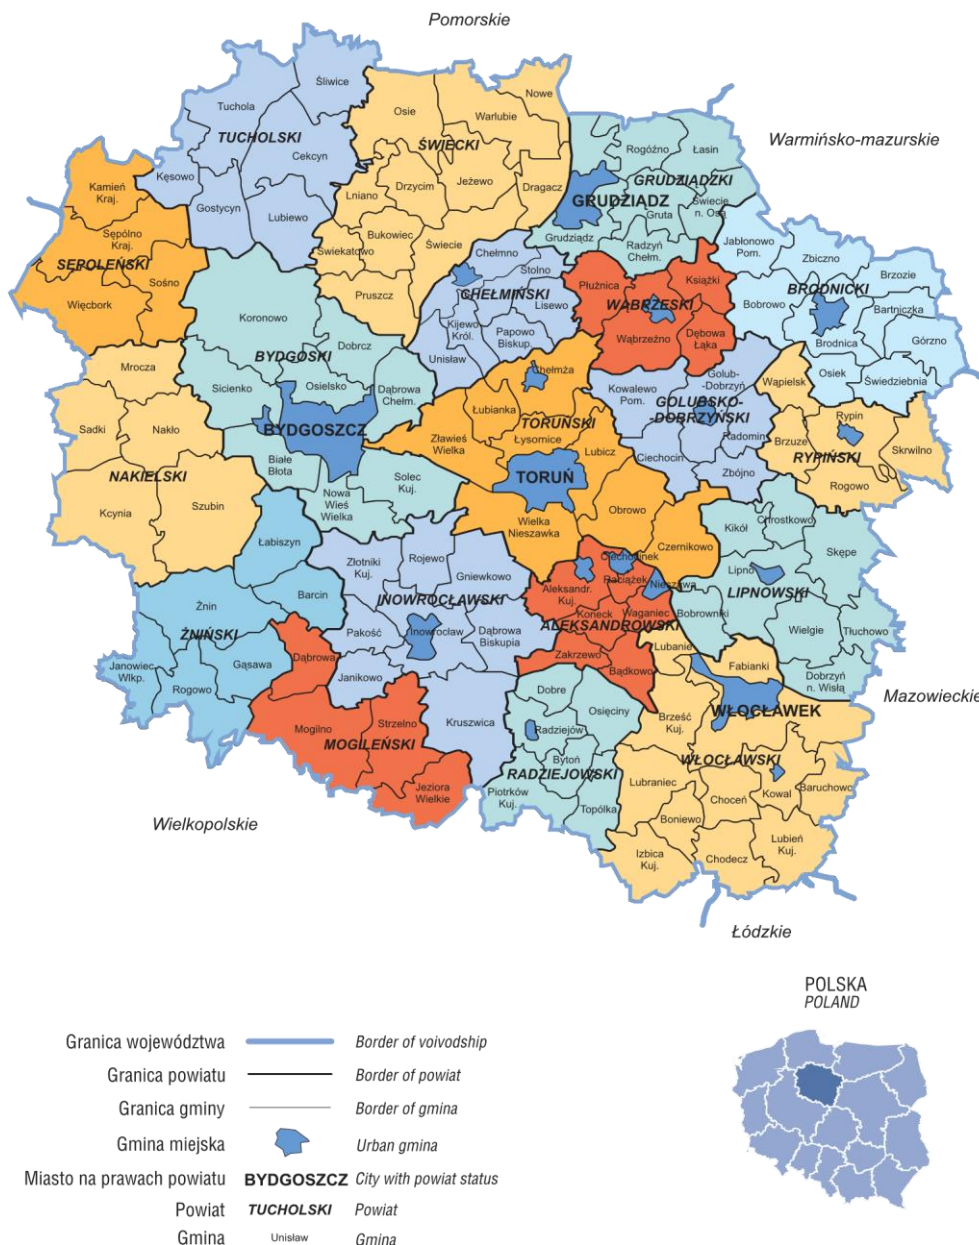 Pomorskie
Śliwice
Tuchola
TUCHOLSKI
Cekcyn
Kęsowo
Gostycyn
Lubiewo
Nowe
Osie
Warlubie
ŚWIECKI
Jeżewo
Drzycim
Lniano
Dragacz
Bukowiec
Świecie
Świekatowo
Pruszcz
Warmińsko-mazurskie
Rogóźno
Łasin
GRUDZIĄDZKI
GRUDZIĄDZ
Świecie
n. Osą
Gruta
Grudziądz
Radzyń
Chełm.
Kamień
Kraj.
Sępólno
Kraj.
SĘPOLEŃSKI
Sośno
Więcbork
Chełmno
Stolno
CHEŁMIŃSKI
Lisewo
Kijewo
Król.
Papowo
Biskup.
Unisław
Płużnica
Książki
WĄBRZESKI
Wąbrzeźno
Dębowa
Łąka
Jabłonowo
Pom.
Zbiczno
Brzozie
BRODNICKI
Bobrowo
Bartniczka
Brodnica
Górzno
Osiek
Świedziebnia
Koronowo
BYDGOSKI
Dobrcz
Sicienko
Osielsko
Dąbrowa
Chełm.
BYDGOSZCZ
Białe
Błota
Solec
Kuj.
Nowa
Wieś
Wielka
Mrocza
Sadki
Nakło
NAKIELSKI
Kcynia
Szubin
Chełmża
Łubianka
TORUŃSKI
Łysomice
Zławieś
Wielka
Lubicz
TORUŃ
Wielka
Nieszawka
Obrowo
Czernikowo
Kowalewo
Pom.
Golub-
-Dobrzyń
GOLUBSKO-
DOBRZYŃSKI
Radomin
Ciechocin
Zbójno
Wąpielsk
Rypin
Brzuze
RYPIŃSKI
Skrwilno
Rogowo
Kikół
Chrostkowo
Skępe
Lipno
LIPNOWSKI
Bobrowniki
Wielgie
Tłuchowo
Dobrzyń
n. Wisłą
Łabiszyn
Barcin
Żnin
ŻNIŃSKI
Gąsawa
Janowiec
Wlkp.
Rogowo
Złotniki
Kuj.
Rojewo
Gniewkowo
INOWROCŁAWSKI
Pakość
Inowrocław
Dąbrowa
Biskupia
Janikowo
Kruszwica
Ciechocinek
Aleksandr.
Kuj.
Raciążek
Nieszawa
Koneck
Waganiec
ALEKSANDROWSKI
Zakrzewo
Bądkowo
Dąbrowa
Mogilno
Strzelno
MOGILEŃSKI
Jeziora
Wielkie
Dobre
Osięciny
Radziejów
Bytoń
RADZIEJOWSKI
Piotrków
Kuj.
Topólka
Lubanie
Fabianki
WŁOCŁAWEK
Brześć
Kuj.
WŁOCŁAWSKI
Kowal
Baruchowo
Lubraniec
Choceń
Boniewo
Lubień
Kuj.
Izbica
Kuj.
Chodecz
Mazowieckie
Wielkopolskie
Łódzkie
POLSKA
POLAND
Granica województwa Border of voivodship
Granica powiatu Border of powiat
Granica gminy Border of gmina
Gmina miejska Urban gmina
Miasto na prawach powiatu BYDGOSZCZ City with powiat status
Powiat TUCHOLSKI Powiat
Gmina Unisław Gmina